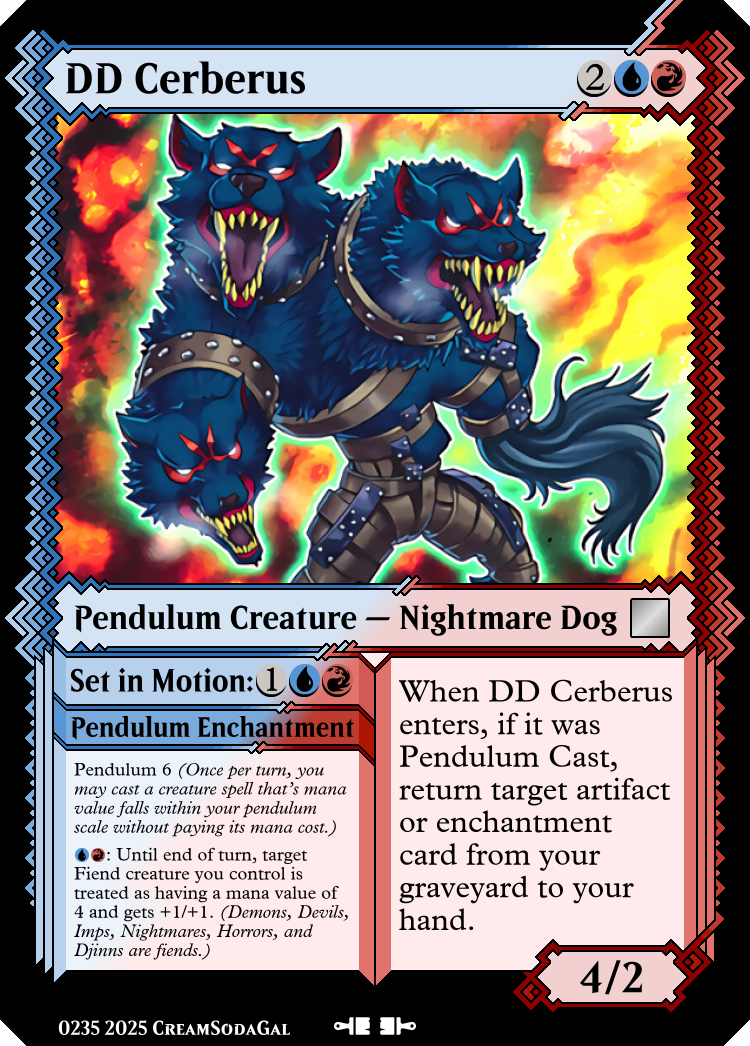 DD Cerberus
2
Pendulum Creature — Nightmare Dog
Set in Motion: 1
Pendulum Enchantment
Pendulum 6 (Once per turn, you
may cast a creature spell that's mana
value falls within your pendulum
scale without paying its mana cost.)
: Until end of turn, target
Fiend creature you control is
treated as having a mana value of
4 and gets +1/+1. (Demons, Devils,
Imps, Nightmares, Horrors, and
Djinns are fiends.)
When DD Cerberus
enters, if it was
Pendulum Cast,
return target artifact
or enchantment
card from your
graveyard to your
hand.
4/2
0235 2025 CreamSodaGal